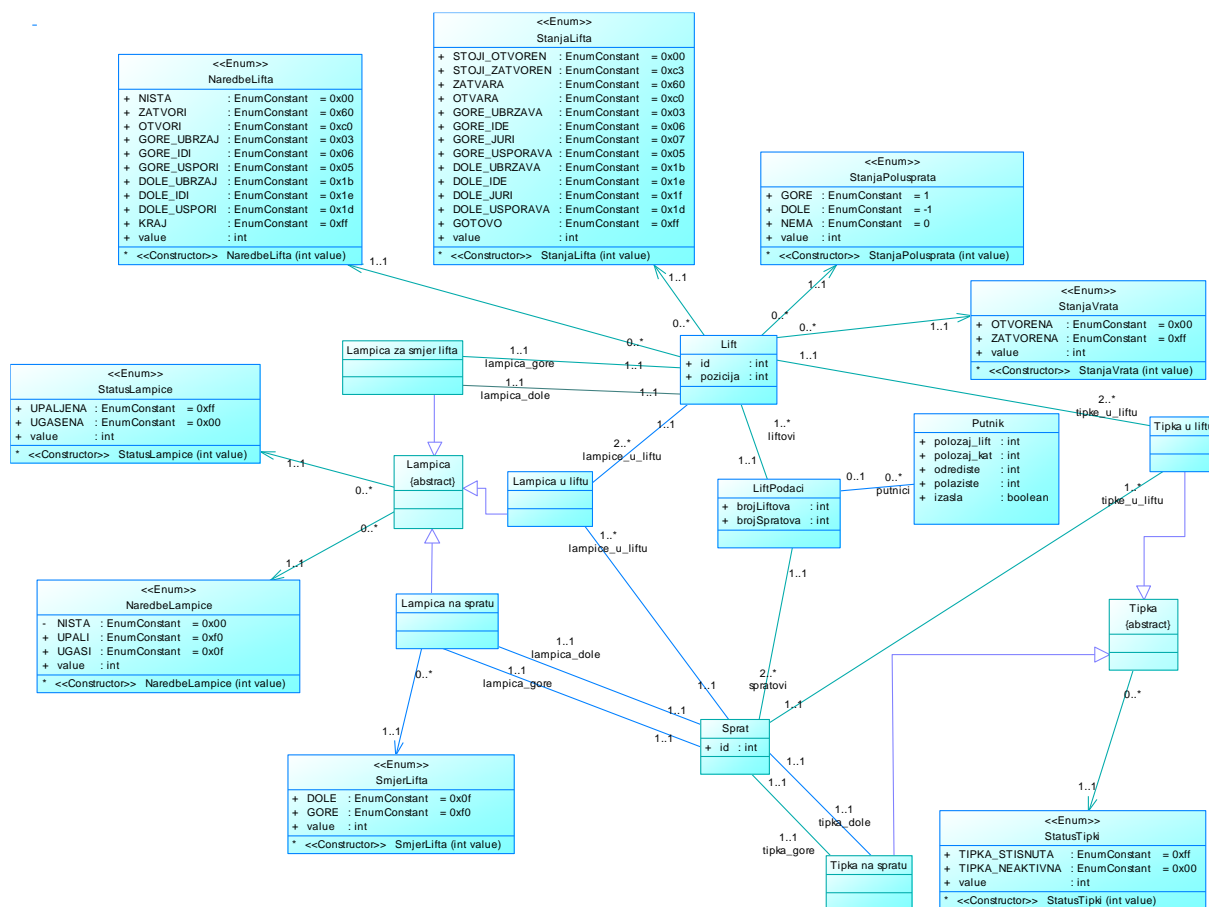 <<Enum>>
StanjaLifta
+ STOJI_OTVOREN : EnumConstant = 0x00
+ STOJI_ZATVOREN : EnumConstant = 0xc3
+ ZATVARA : EnumConstant = 0x60
+ OTVARA : EnumConstant = 0xc0
+ GORE_UBRZAVA : EnumConstant = 0x03
+ GORE_IDE : EnumConstant = 0x06
+ GORE_JURI : EnumConstant = 0x07
+ GORE_USPORAVA : EnumConstant = 0x05
+ DOLE_UBRZAVA : EnumConstant = 0x1b
+ DOLE_IDE : EnumConstant = 0x1e
+ DOLE_JURI : EnumConstant = 0x1f
+ DOLE_USPORAVA : EnumConstant = 0x1d
+ GOTOVO : EnumConstant = 0xff
+ value : int
* <<Constructor>> StanjaLifta (int value)
<<Enum>>
NaredbeLifta
+ NISTA : EnumConstant = 0x00
+ ZATVORI : EnumConstant = 0x60
+ OTVORI : EnumConstant = 0xc0
+ GORE_UBRZAJ : EnumConstant = 0x03
+ GORE_IDI : EnumConstant = 0x06
+ GORE_USPORI : EnumConstant = 0x05
+ DOLE_UBRZAJ : EnumConstant = 0x1b
+ DOLE_IDI : EnumConstant = 0x1e
+ DOLE_USPORI : EnumConstant = 0x1d
+ KRAJ : EnumConstant = 0xff
+ value : int
* <<Constructor>> NaredbeLifta (int value)
<<Enum>>
StanjaPolusprata
+ GORE : EnumConstant = 1
+ DOLE : EnumConstant = -1
+ NEMA : EnumConstant = 0
+ value : int
* <<Constructor>> StanjaPolusprata (int value)
1..1
1..1
1..1
<<Enum>>
StanjaVrata
+ OTVORENA : EnumConstant = 0x00
+ ZATVORENA : EnumConstant = 0xff
+ value : int
* <<Constructor>> StanjaVrata (int value)
0..*
0..*
0..*
0..*
1..1
Lift
+ id : int
+ pozicija : int
Lampica za smjer lifta
1..1
lampica_gore
1..1
1..1
lampica_dole
1..1
1..1
2..*
tipke_u_liftu
<<Enum>>
StatusLampice
+ UPALJENA : EnumConstant = 0xff
+ UGASENA : EnumConstant = 0x00
+ value : int
* <<Constructor>> StatusLampice (int value)
1..1
0..*
Putnik
+ polozaj_lift : int
+ polozaj_kat : int
+ odrediste : int
+ polaziste : int
+ izasla : boolean
Tipka u liftu
1..*
liftovi
1..1
2..*
lampice_u_liftu
Lampica
{abstract}
Lampica u liftu
LiftPodaci
+ brojLiftova : int
+ brojSpratova : int
0..1
0..*
putnici
1..*
tipke_u_liftu
0..*
1..1
1..*
lampice_u_liftu
1..1
<<Enum>>
NaredbeLampice
- NISTA : EnumConstant = 0x00
+ UPALI : EnumConstant = 0xf0
+ UGASI : EnumConstant = 0x0f
+ value : int
* <<Constructor>> NaredbeLampice (int value)
Lampica na spratu
Tipka
{abstract}
1..1
lampica_dole
1..1
lampica_gore
0..*
2..*
spratovi
1..1
1..1
1..1
1..1
0..*
Sprat
+ id : int
1..1
<<Enum>>
SmjerLifta
+ DOLE : EnumConstant = 0x0f
+ GORE : EnumConstant = 0xf0
+ value : int
* <<Constructor>> SmjerLifta (int value)
1..1
1..1
1..1
tipka_dole
1..1
tipka_gore
Tipka na spratu
1..1
<<Enum>>
StatusTipki
+ TIPKA_STISNUTA : EnumConstant = 0xff
+ TIPKA_NEAKTIVNA : EnumConstant = 0x00
+ value : int
* <<Constructor>> StatusTipki (int value)